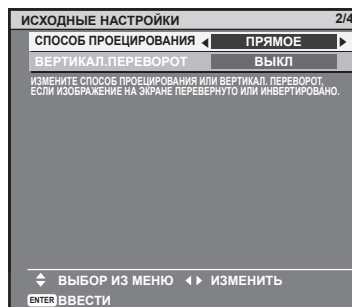 ИСХОДНЫЕ НАСТРОЙКИ 2/4
СПОСОБ ПРОЕЦИРОВАНИЯ ПРЯМОЕ
ВЕРТИКАЛ.ПЕРЕВОРОТ ВЫКЛ
ИЗМЕНИТЕ СПОСОБ ПРОЕЦИРОВАНИЯ ИЛИ ВЕРТИКАЛ. ПЕРЕВОРОТ,
ЕСЛИ ИЗОБРАЖЕНИЕ НА ЭКРАНЕ ПЕРЕВЕРНУТО ИЛИ ИНВЕРТИРОВАНО.
ВЫБОР ИЗ МЕНЮ ИЗМЕНИТЬ
ENTER ВВЕСТИ